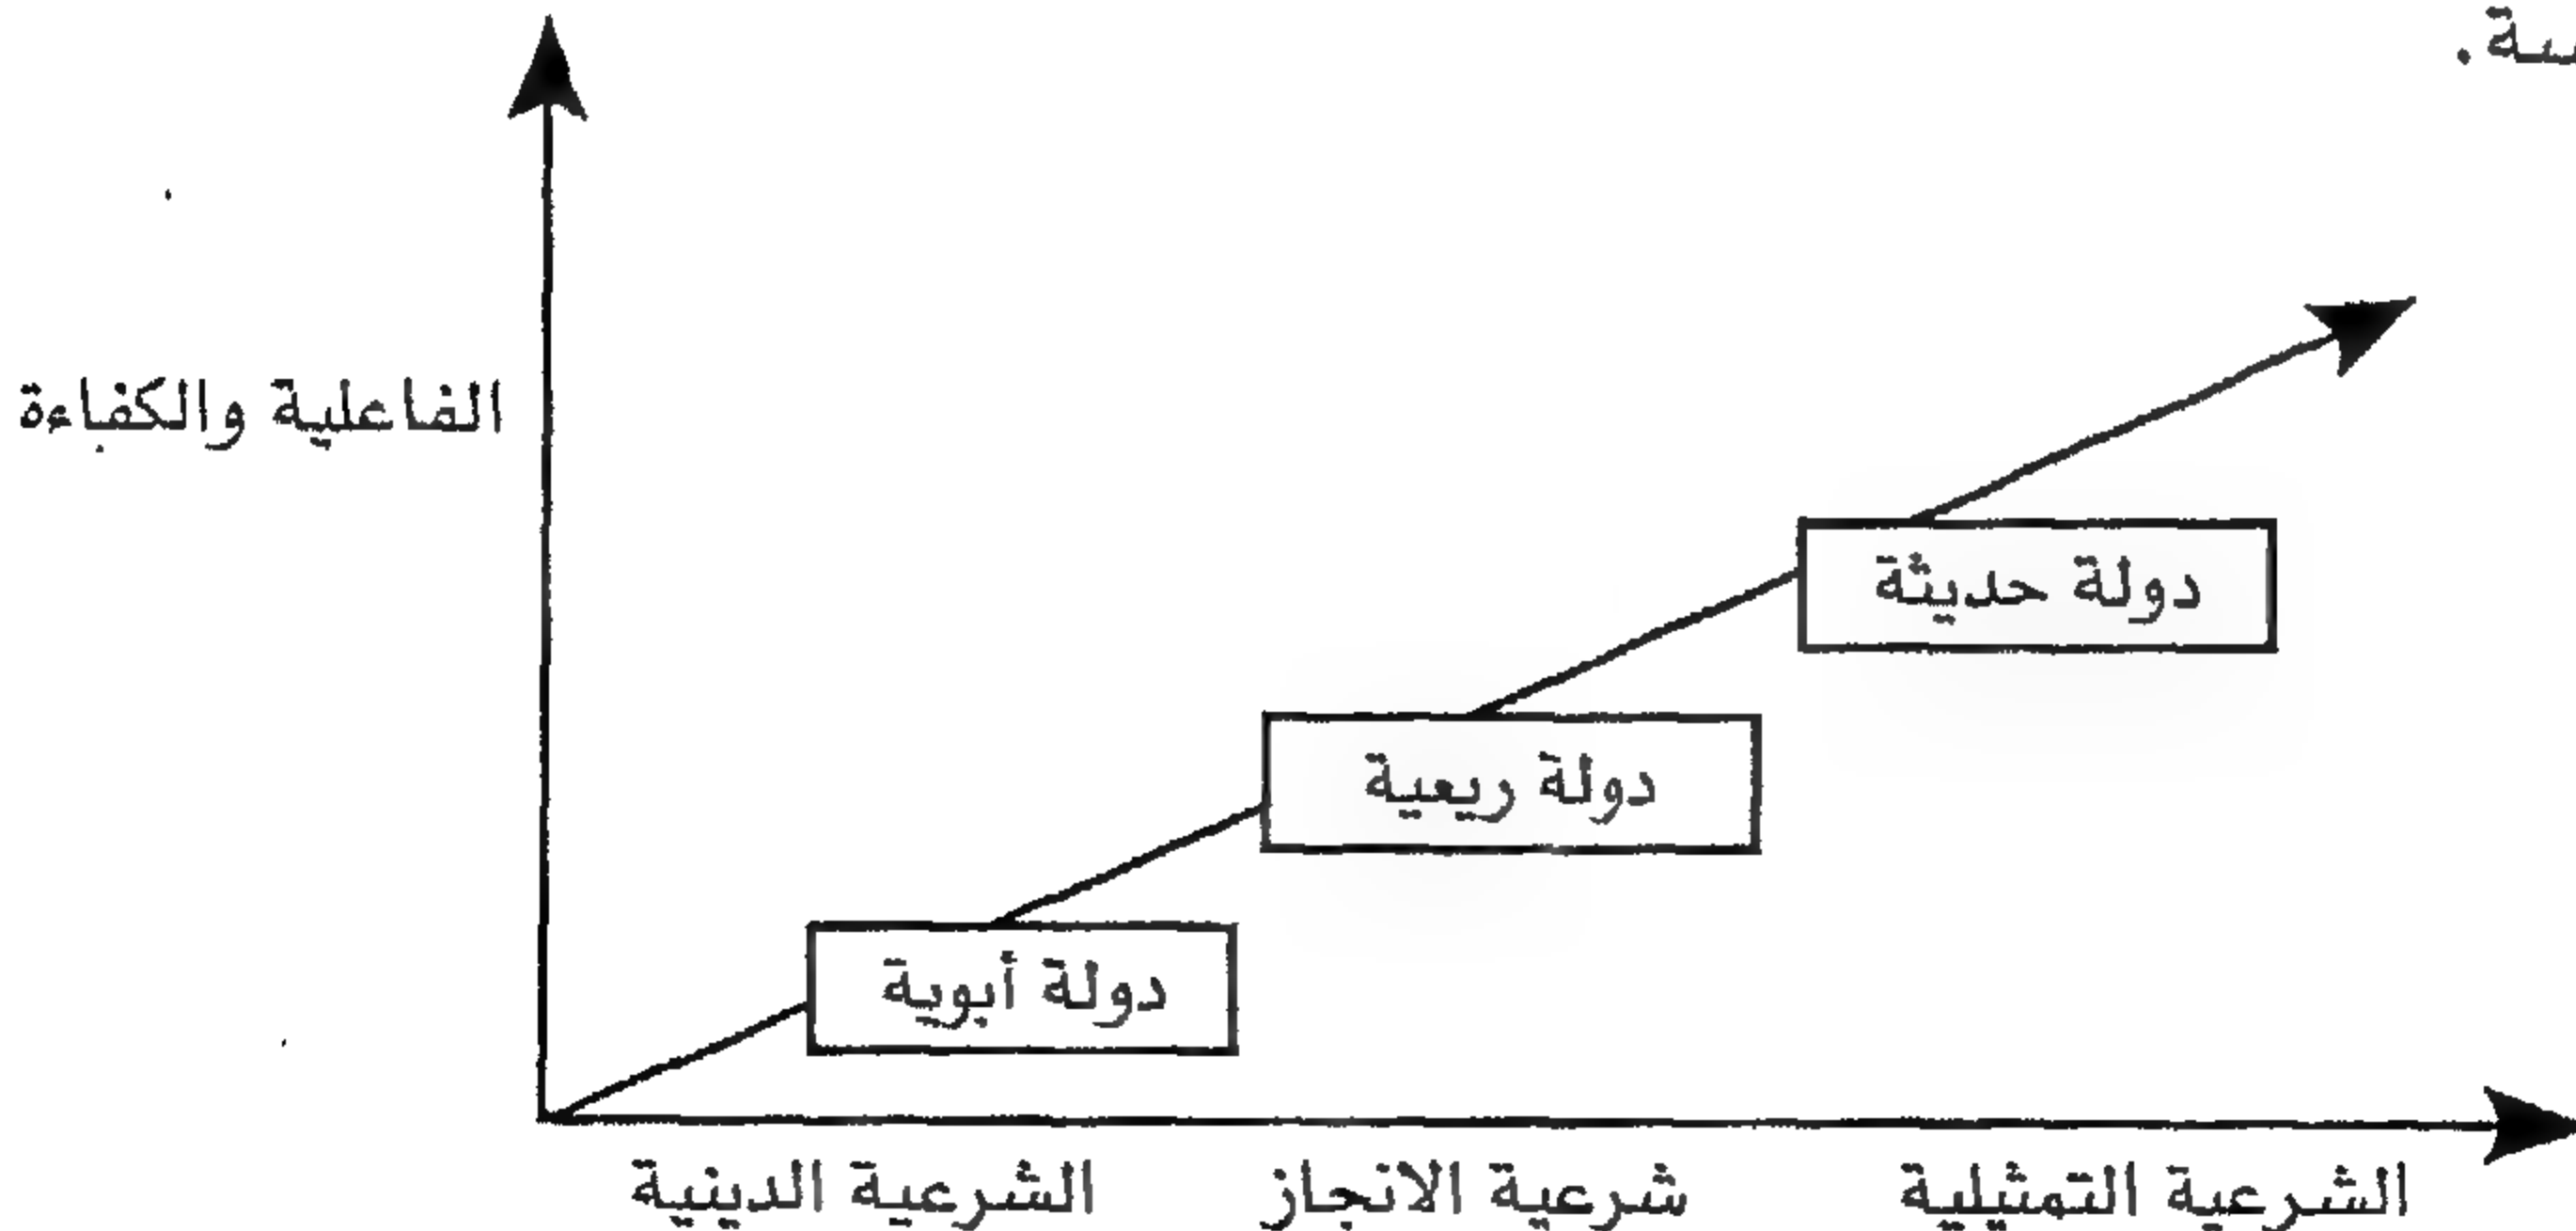 الفاعلية والكفاءة
دولة حديثة
دولة ريعية
دولة أبوية
الشرعية الدينية
شرعية الانجاز
الشرعية التمثيلية